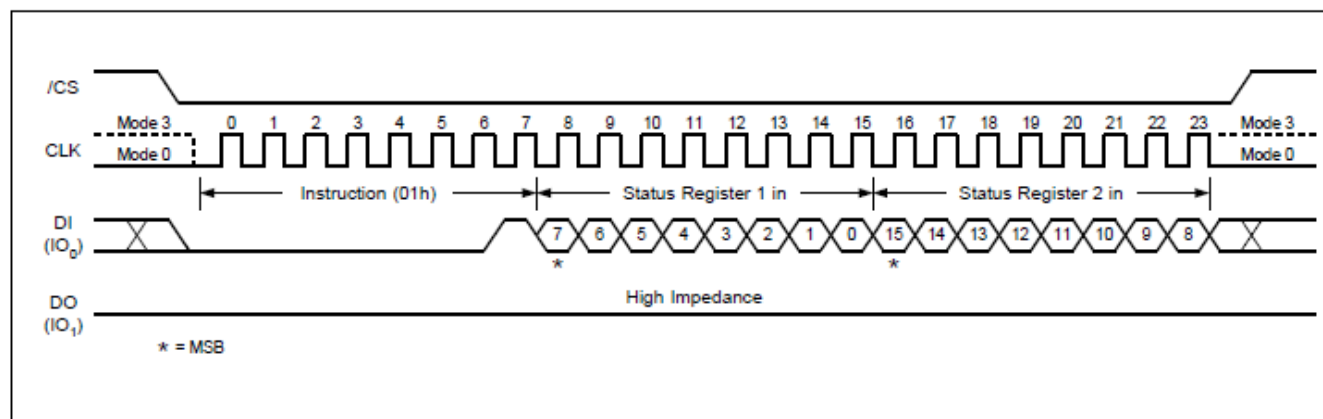 /CS
Mode 3 0 1 2 3 4 5 6 7 8 9 10 11 12 13 14 15 16 17 18 19 20 21 22 23 Mode 3
CLK Mode 0 Mode 0
Instruction (01h) Status Register 1 in Status Register 2 in
DI
(IO0) 7 6 5 4 3 2 1 0 15 14 13 12 11 10 9 8
* *
High Impedance
DO
(IO1)
* = MSB